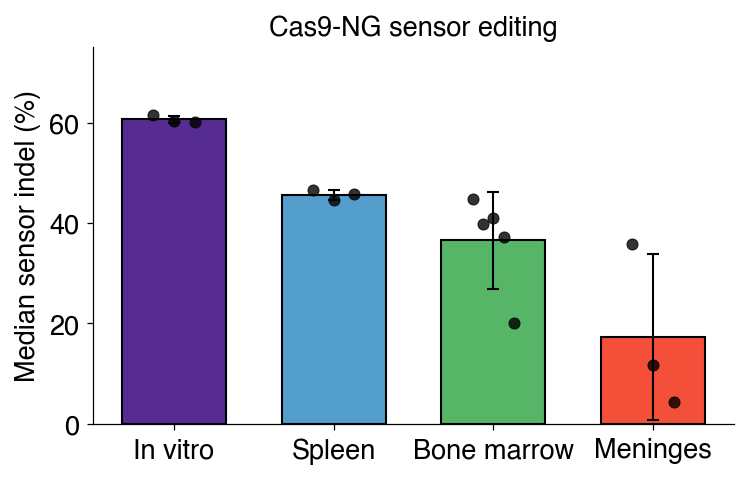 Cas9-NG sensor editing
Median sensor indel (%)
60
40
20
0
In vitro
Spleen
Bone marrow
Meninges